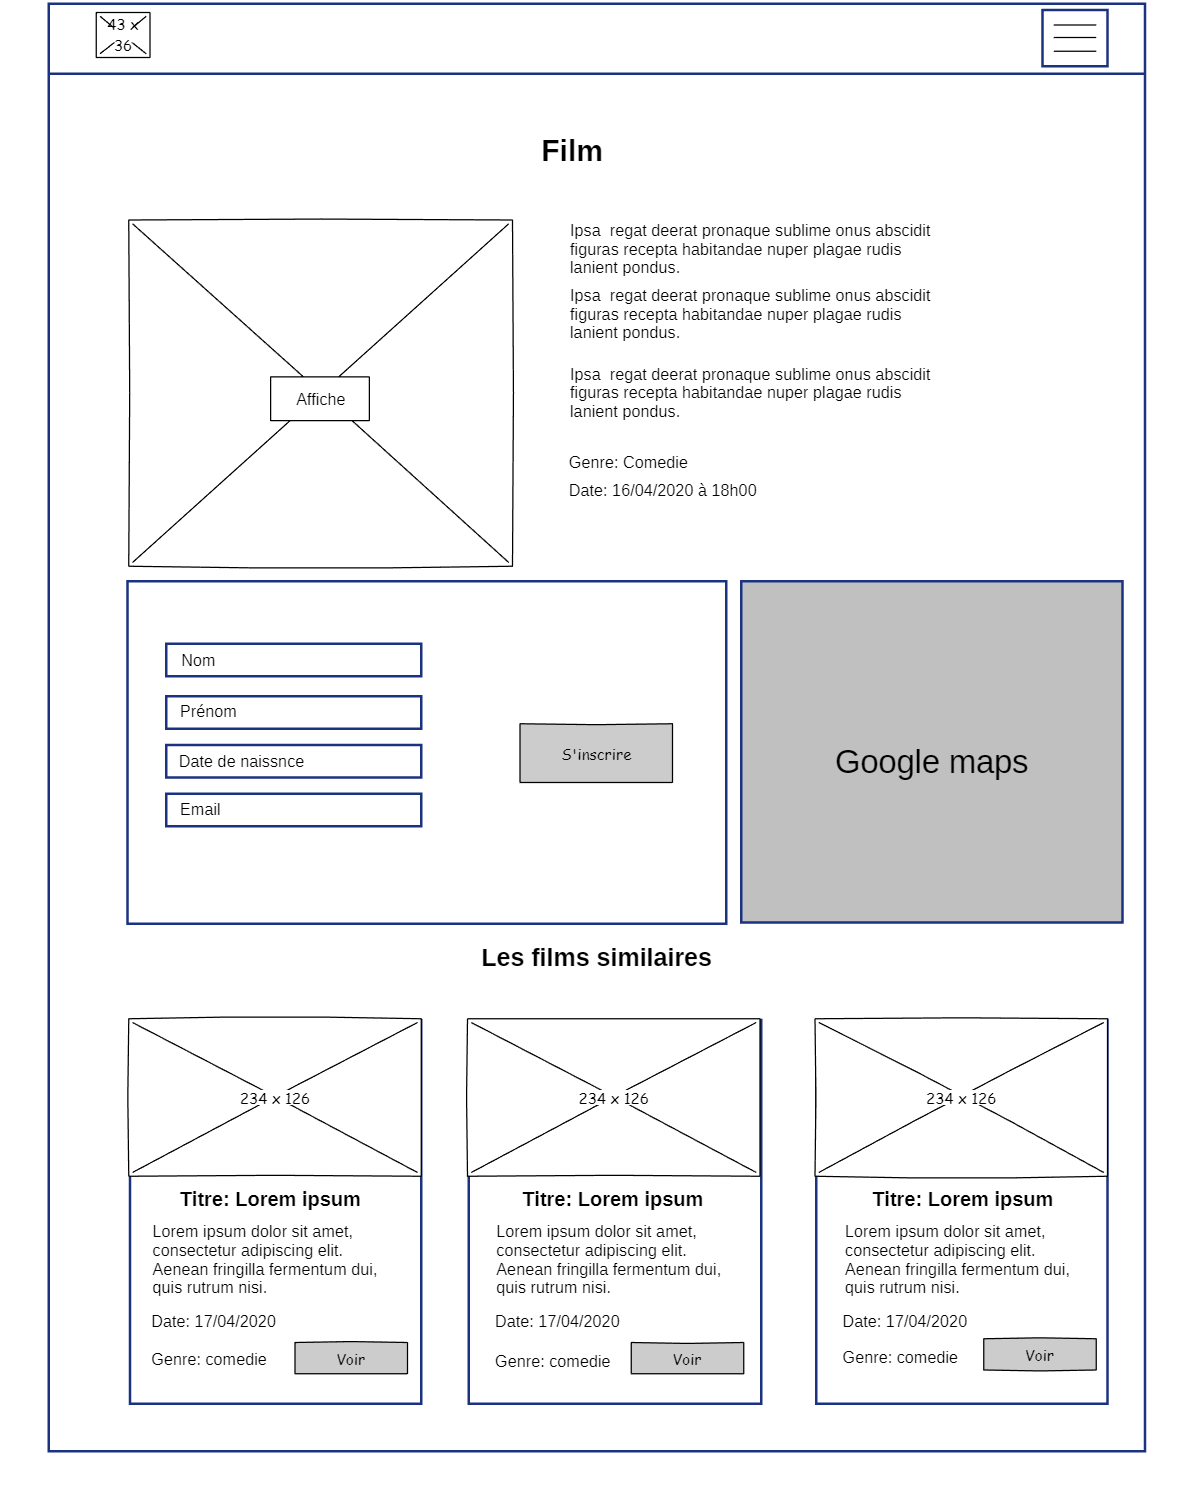 43 x
36
Film
Affiche
Ipsa regat deerat pronaque sublime onus abscidit
figuras recepta habitandae nuper plagae rudis
lanient pondus.
Ipsa regat deerat pronaque sublime onus abscidit
figuras recepta habitandae nuper plagae rudis
lanient pondus.
Ipsa regat deerat pronaque sublime onus abscidit
figuras recepta habitandae nuper plagae rudis
lanient pondus.
Genre: Comedie
Date: 16/04/2020 à 18h00
Nom
Prénom
Date de naissnce
Email
S'inscrire
Google maps
Les films similaires
234 x 126
Titre: Lorem ipsum
Lorem ipsum dolor sit amet,
consectetur adipiscing elit.
Aenean fringilla fermentum dui,
quis rutrum nisi.
Date: 17/04/2020
Genre: comedie
Voir
234 x 126
Titre: Lorem ipsum
Lorem ipsum dolor sit amet,
consectetur adipiscing elit.
Aenean fringilla fermentum dui,
quis rutrum nisi.
Date: 17/04/2020
Genre: comedie
Voir
234 x 126
Titre: Lorem ipsum
Lorem ipsum dolor sit amet,
consectetur adipiscing elit.
Aenean fringilla fermentum dui,
quis rutrum nisi.
Date: 17/04/2020
Genre: comedie
Voir